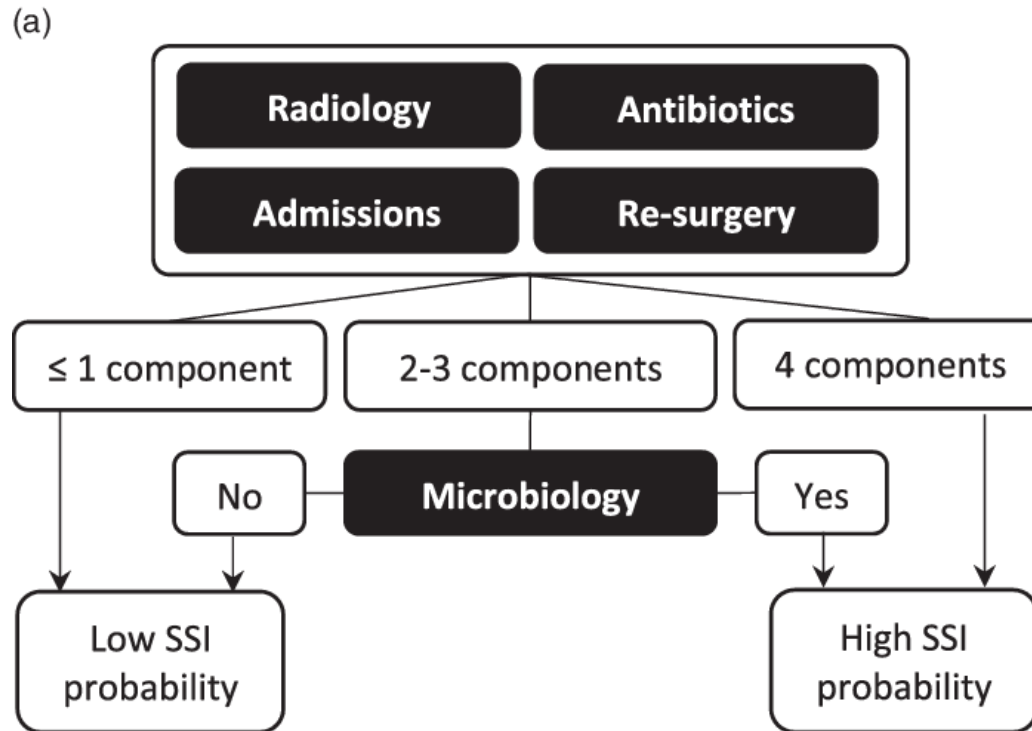 (a)
Radiology
Antibiotics
Admissions
Re-surgery
≤ 1 component
2-3 components
4 components
No
Microbiology
Yes
Low SSI
probability
High SSI
probability